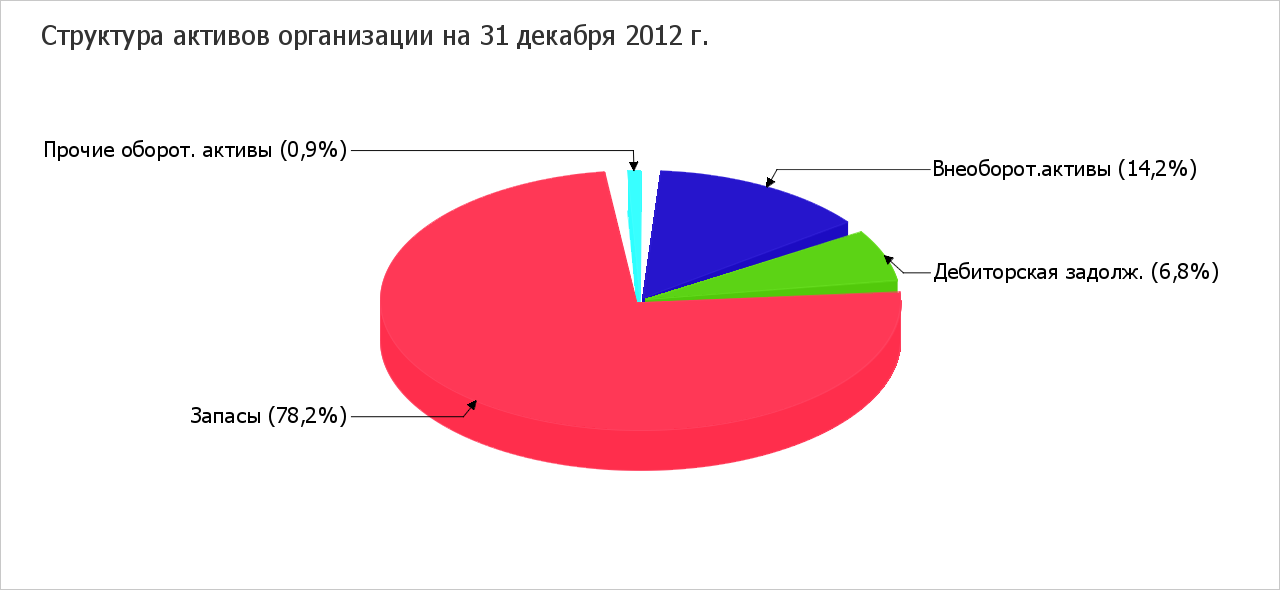 Структура активов организации на 31 декабря 2012 г.
Прочие оборот. активы (0,9%)
Внеоборот.активы (14,2%)
Дебиторская задолж. (6,8%)
Запасы (78,2%)